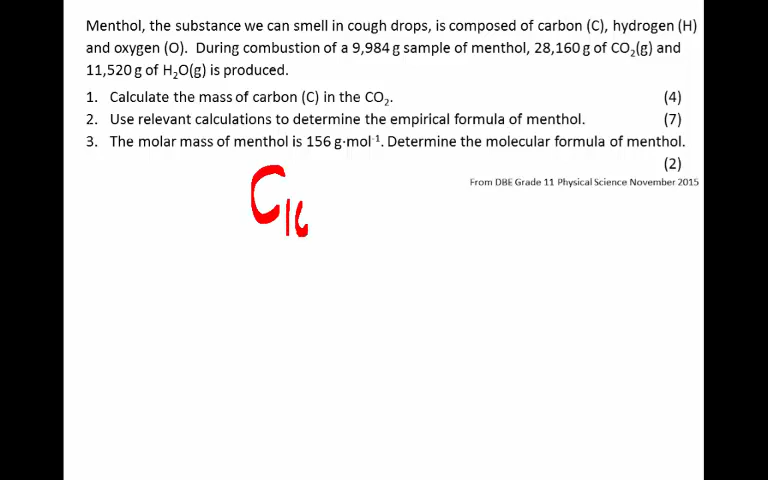 Menthol, the substance we can smell in cough drops, is composed of carbon (C), hydrogen (H)
and oxygen (O).  During combustion of a 9,984 g sample of menthol, 28,160 g of CO₂(g) and
11,520 g of H₂O(g) is produced.
1. Calculate the mass of carbon (C) in the CO₂. (4)
2. Use relevant calculations to determine the empirical formula of menthol. (7)
3. The molar mass of menthol is 156 g·mol⁻¹. Determine the molecular formula of menthol.
(2)
From DBE Grade 11 Physical Science November 2015
C₁₆